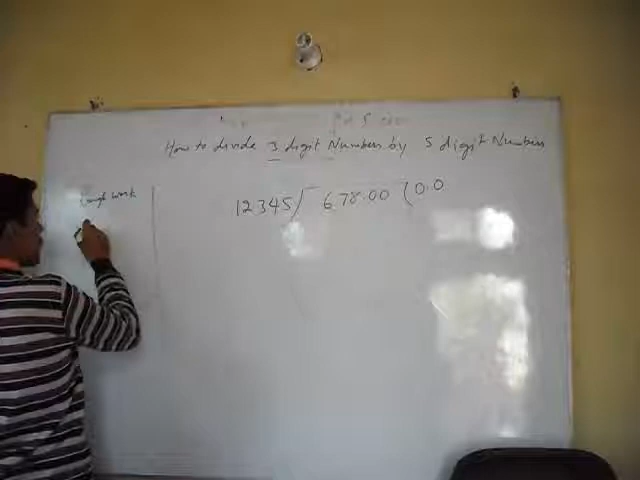 How to divide 3 digit Numbers by 5 digit Numbers
Rough work
12345) 678.00 (0.0